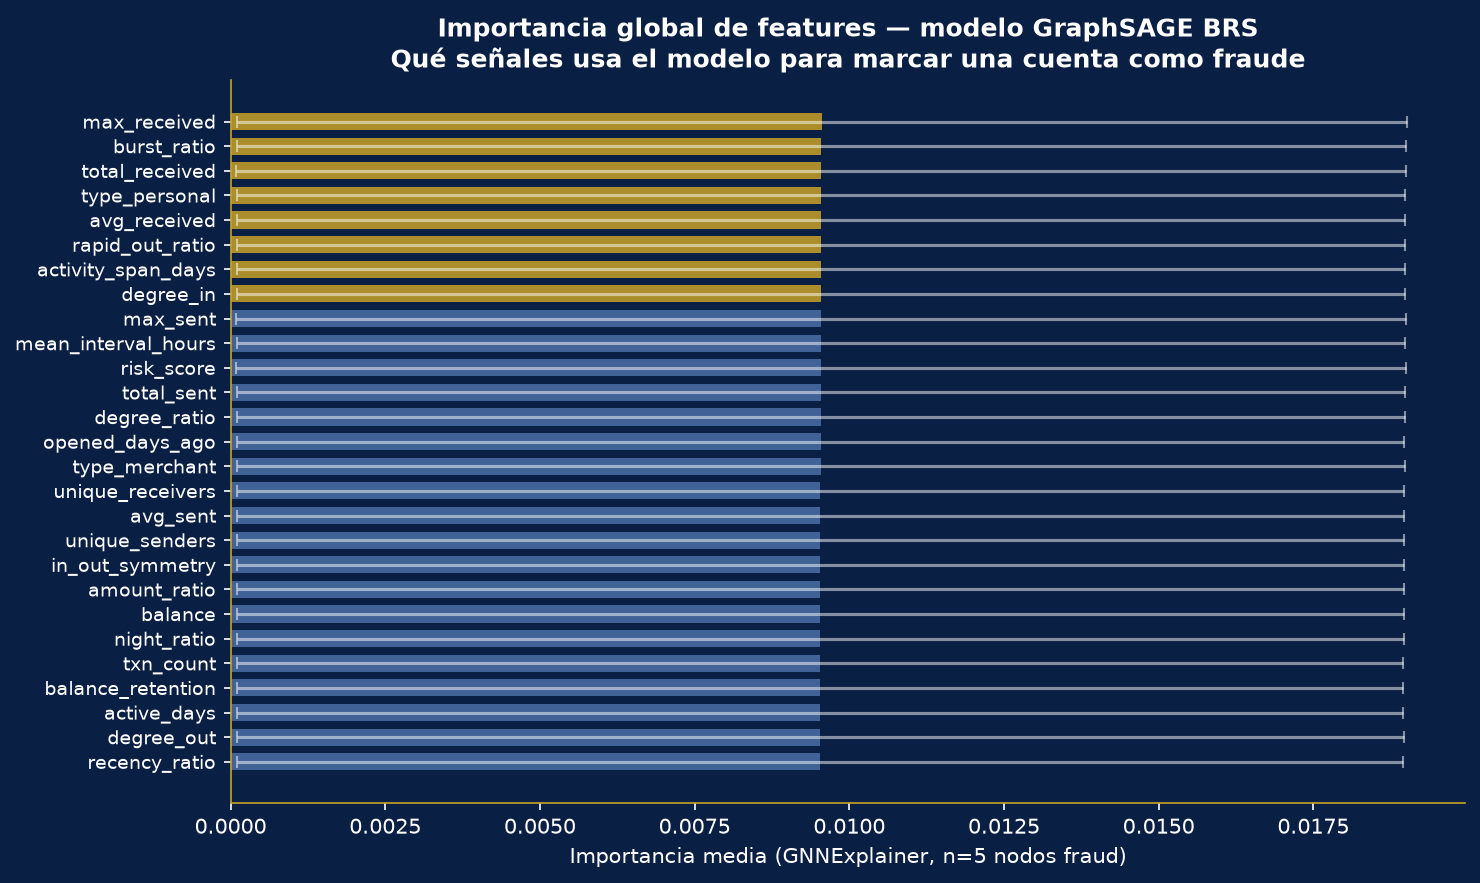 Importancia global de features — modelo GraphSAGE BRS
Qué señales usa el modelo para marcar una cuenta como fraude
max_received
burst_ratio
total_received
type_personal
avg_received
rapid_out_ratio
activity_span_days
degree_in
max_sent
mean_interval_hours
risk_score
total_sent
degree_ratio
opened_days_ago
type_merchant
unique_receivers
avg_sent
unique_senders
in_out_symmetry
amount_ratio
balance
night_ratio
txn_count
balance_retention
active_days
degree_out
recency_ratio
0.0000 0.0025 0.0050 0.0075 0.0100 0.0125 0.0150 0.0175
Importancia media (GNNExplainer, n=5 nodos fraud)